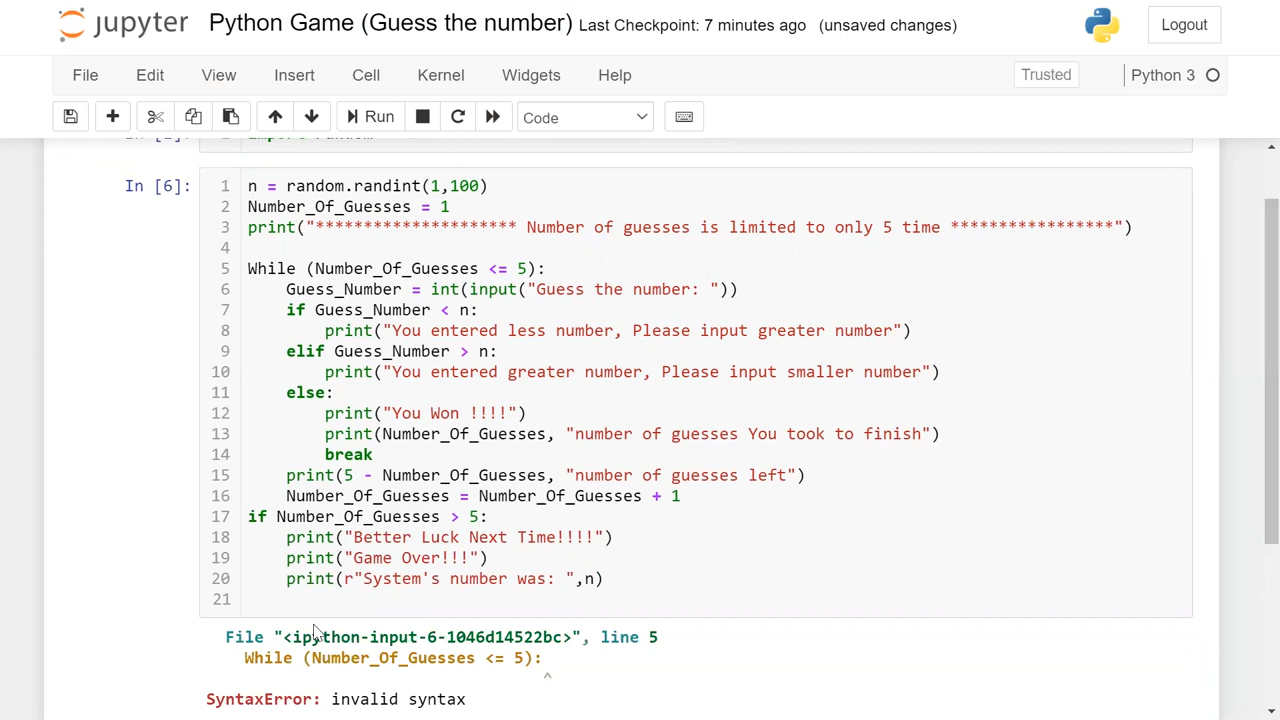 jupyter Python Game (Guess the number) Last Checkpoint: 7 minutes ago (unsaved changes) Logout
File Edit View Insert Cell Kernel Widgets Help Trusted Python 3
Run Code
In [6]:
1 n = random.randint(1,100)
2 Number_Of_Guesses = 1
3 print("********************* Number of guesses is limited to only 5 time *****************")
4
5 While (Number_Of_Guesses <= 5):
6 Guess_Number = int(input("Guess the number: "))
7 if Guess_Number < n:
8 print("You entered less number, Please input greater number")
9 elif Guess_Number > n:
10 print("You entered greater number, Please input smaller number")
11 else:
12 print("You Won !!!!")
13 print(Number_Of_Guesses, "number of guesses You took to finish")
14 break
15 print(5 - Number_Of_Guesses, "number of guesses left")
16 Number_Of_Guesses = Number_Of_Guesses + 1
17 if Number_Of_Guesses > 5:
18 print("Better Luck Next Time!!!!")
19 print("Game Over!!!")
20 print(r"System's number was: ",n)
21
File "<ipython-input-6-1046d14522bc>", line 5
While (Number_Of_Guesses <= 5):
^
SyntaxError: invalid syntax